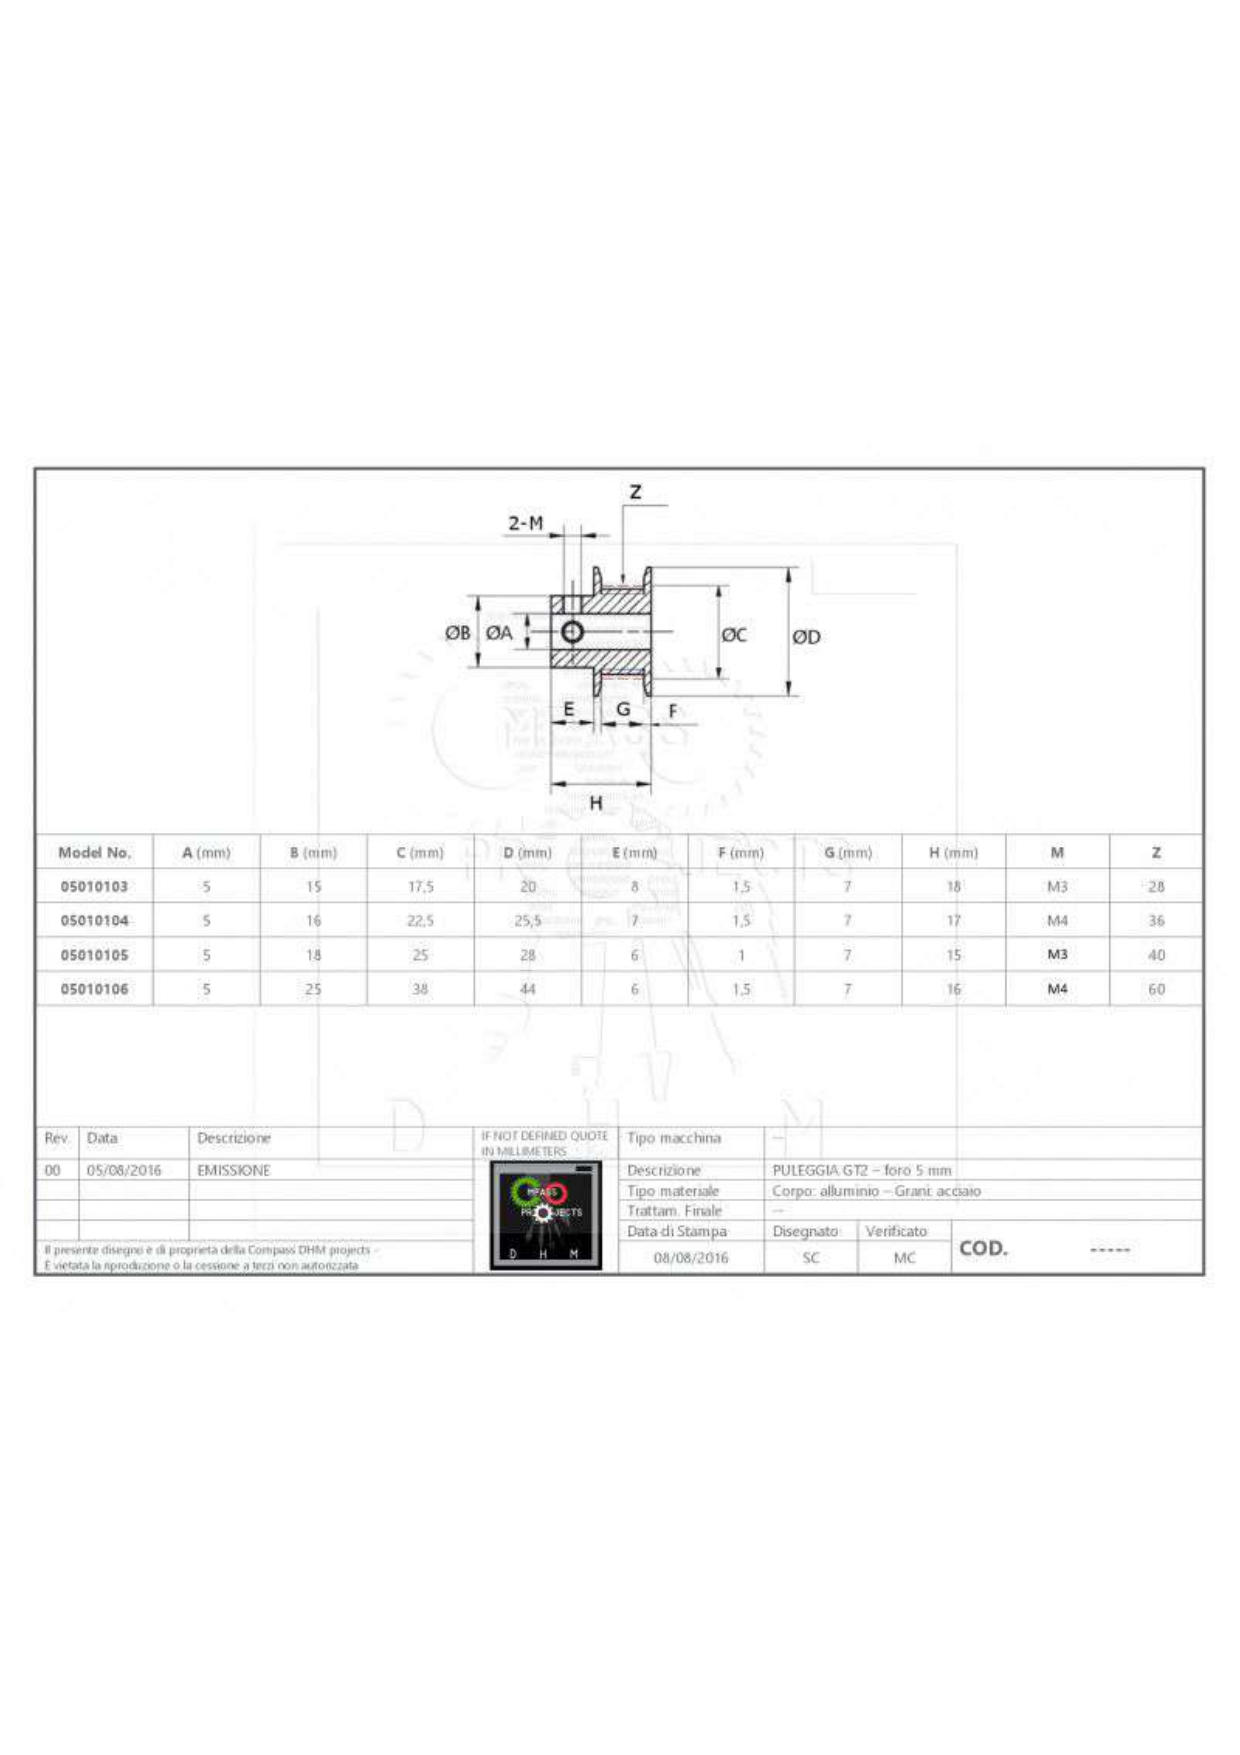 Z
2-M
ØB ØA ØC ØD
E G F
H
Model No. A (mm) B (mm) C (mm) D (mm) E (mm) F (mm) G (mm) H (mm) M Z
05010103 5 15 17,5 20 8 1,5 7 18 M3 28
05010104 5 16 22,5 25,5 7 1,5 7 17 M4 36
05010105 5 18 25 28 6 1 7 15 M3 40
05010106 5 25 38 44 6 1,5 7 16 M4 60
D H M
Rev. Data Descrizione
00 05/08/2016 EMISSIONE
Il presente disegno è di proprietà della Compass DHM projects -
È vietata la riproduzione o la cessione a terzi non autorizzata
IF NOT DEFINED QUOTE
IN MILLIMETERS
MPASS
PR JECTS
D H M
Tipo macchina --
Descrizione PULEGGIA GT2 – foro 5 mm
Tipo materiale Corpo: alluminio – Grani: acciaio
Trattam. Finale --
Data di Stampa Disegnato Verificato
08/08/2016 SC MC
COD. -----